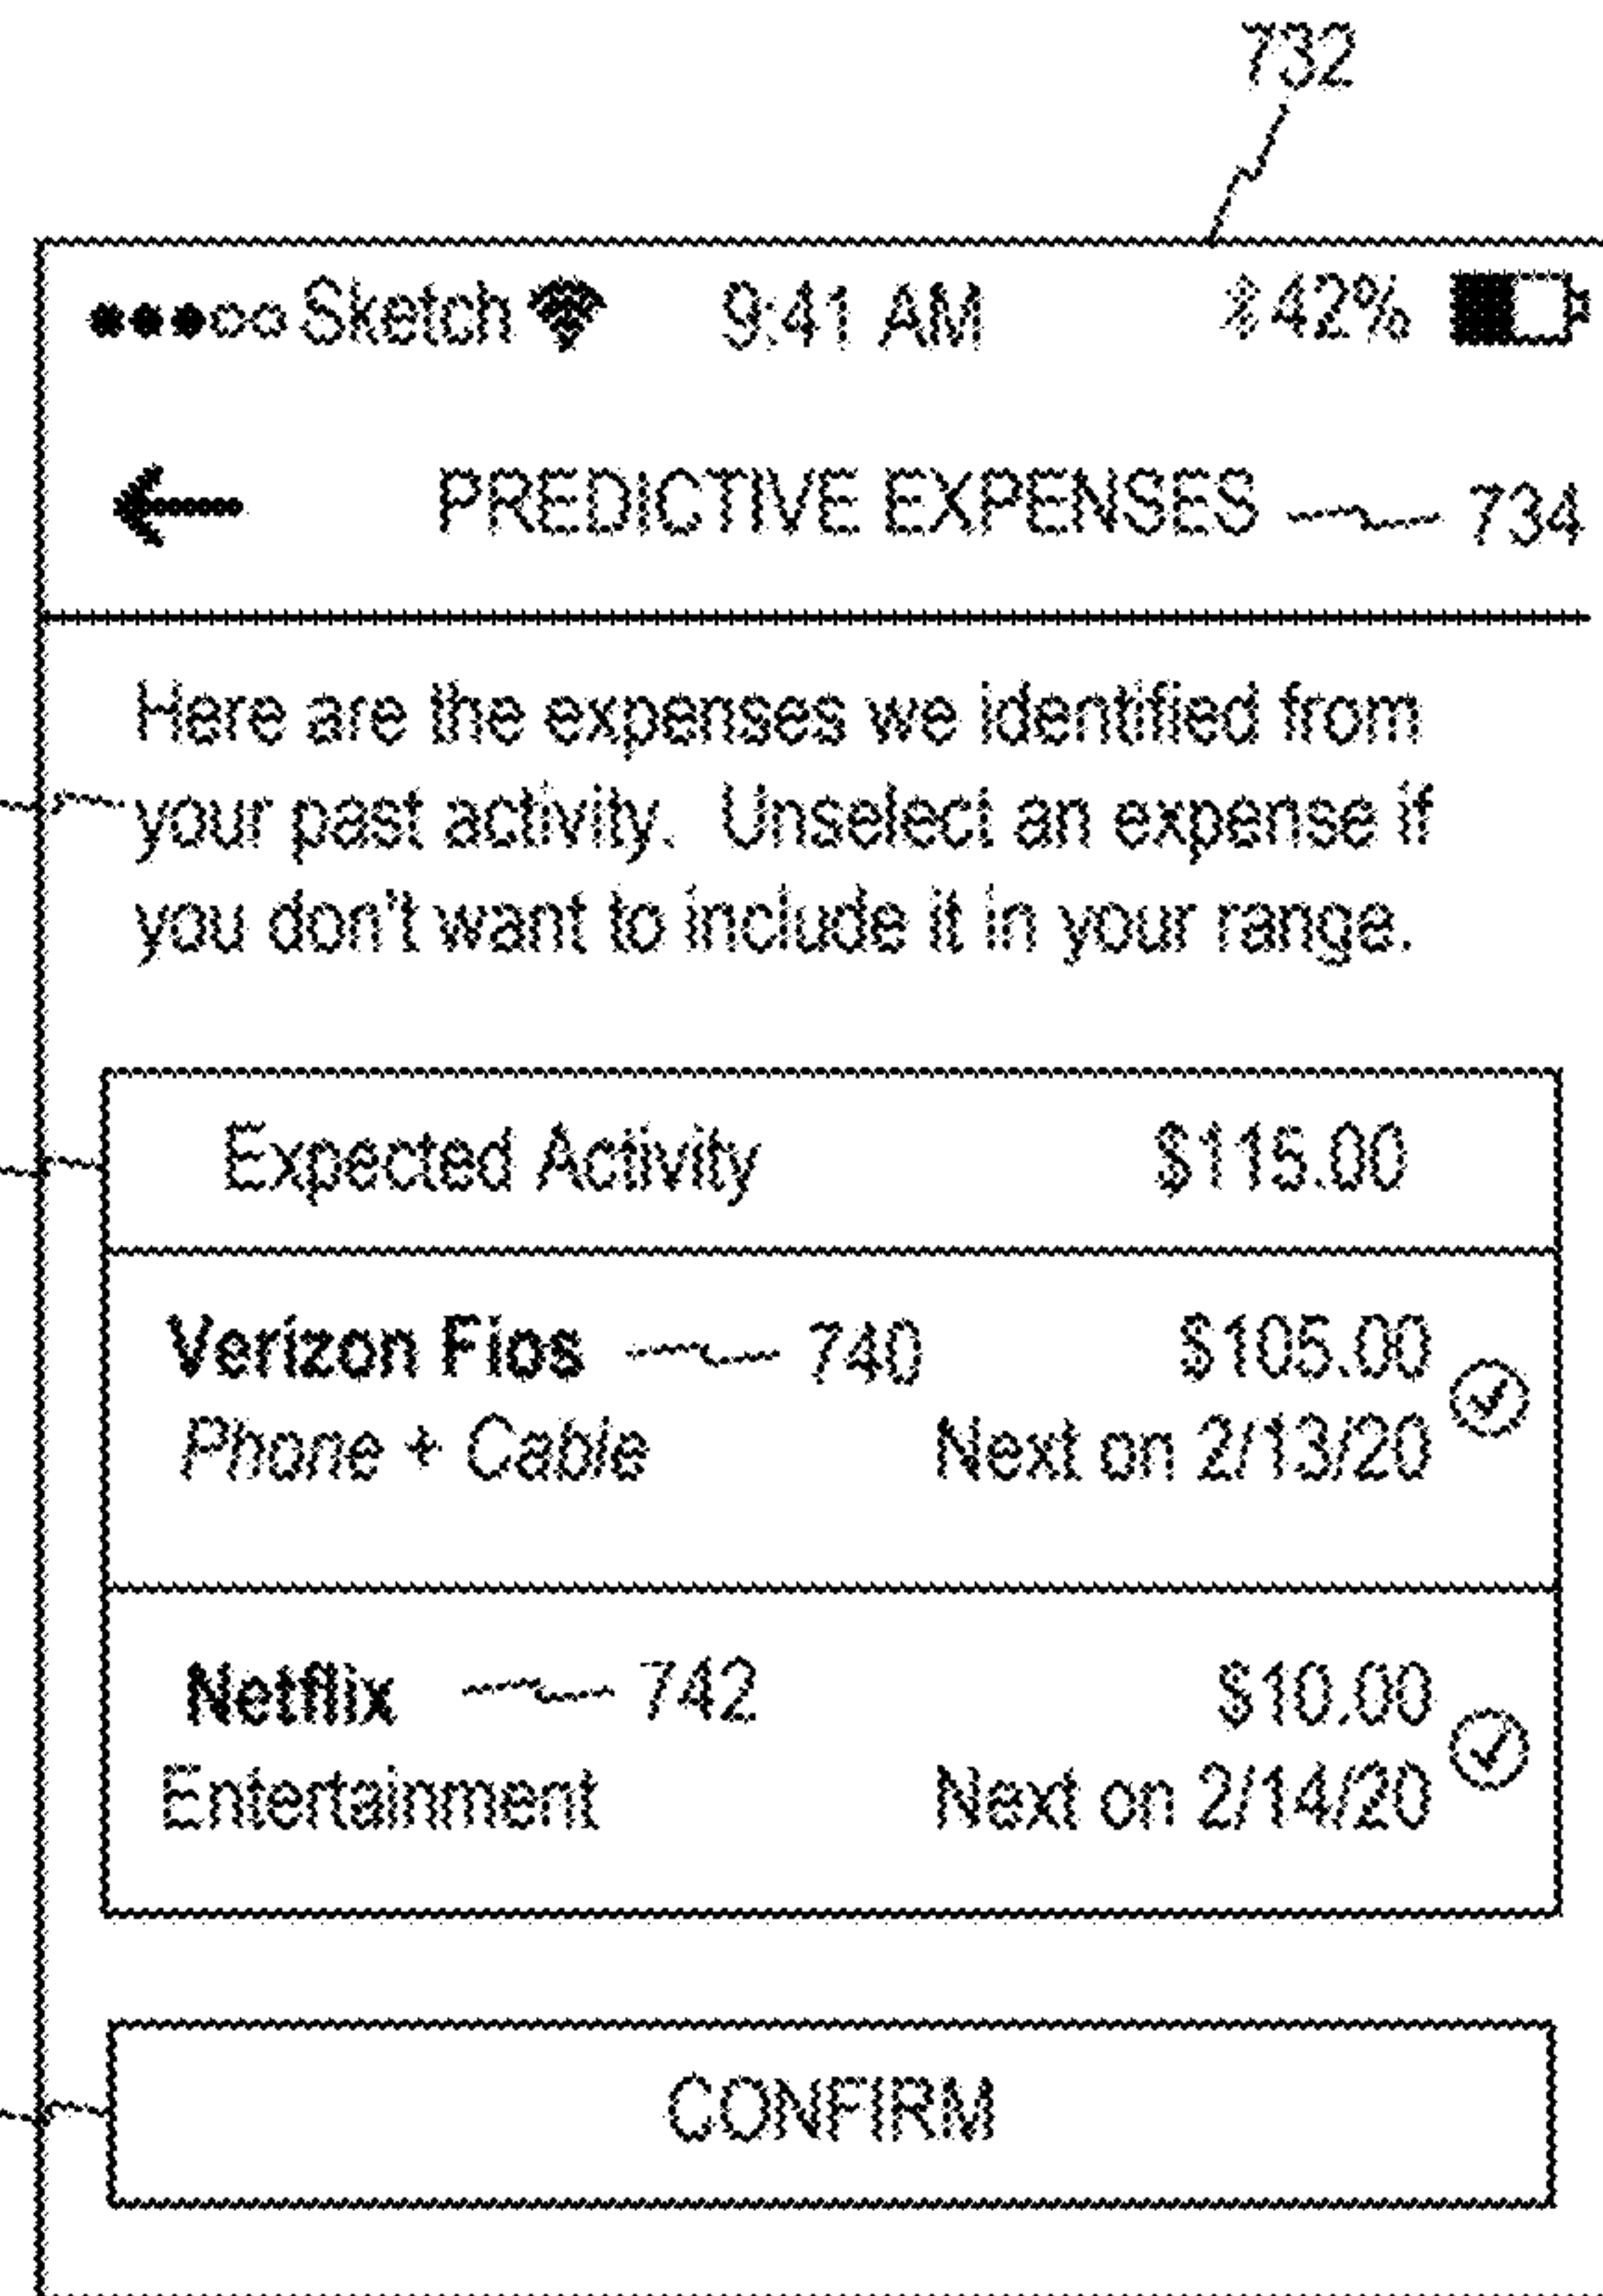 732
Sketch 9:41 AM 42%
PREDICTIVE EXPENSES 734
Here are the expenses we identified from
your past activity. Unselect an expense if
you don't want to include it in your range.
Expected Activity $115.00
Verizon Fios 740 $105.00
Phone + Cable Next on 2/13/20
Netflix 742 $10.00
Entertainment Next on 2/14/20
CONFIRM